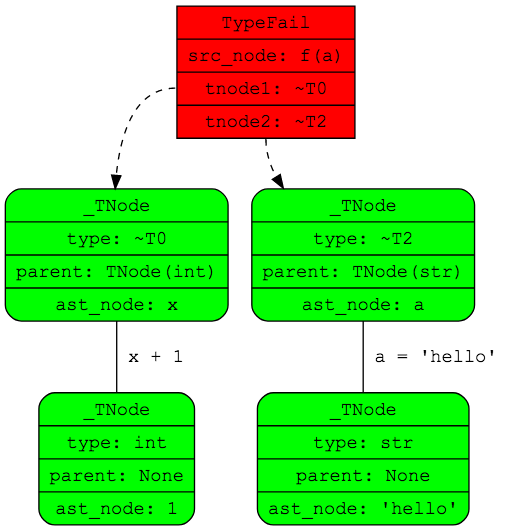 TypeFail
src_node: f(a)
tnode1: ~T0
tnode2: ~T2
_TNode
type: ~T0
parent: TNode(int)
ast_node: x
_TNode
type: ~T2
parent: TNode(str)
ast_node: a
x + 1
a = 'hello'
_TNode
type: int
parent: None
ast_node: 1
_TNode
type: str
parent: None
ast_node: 'hello'